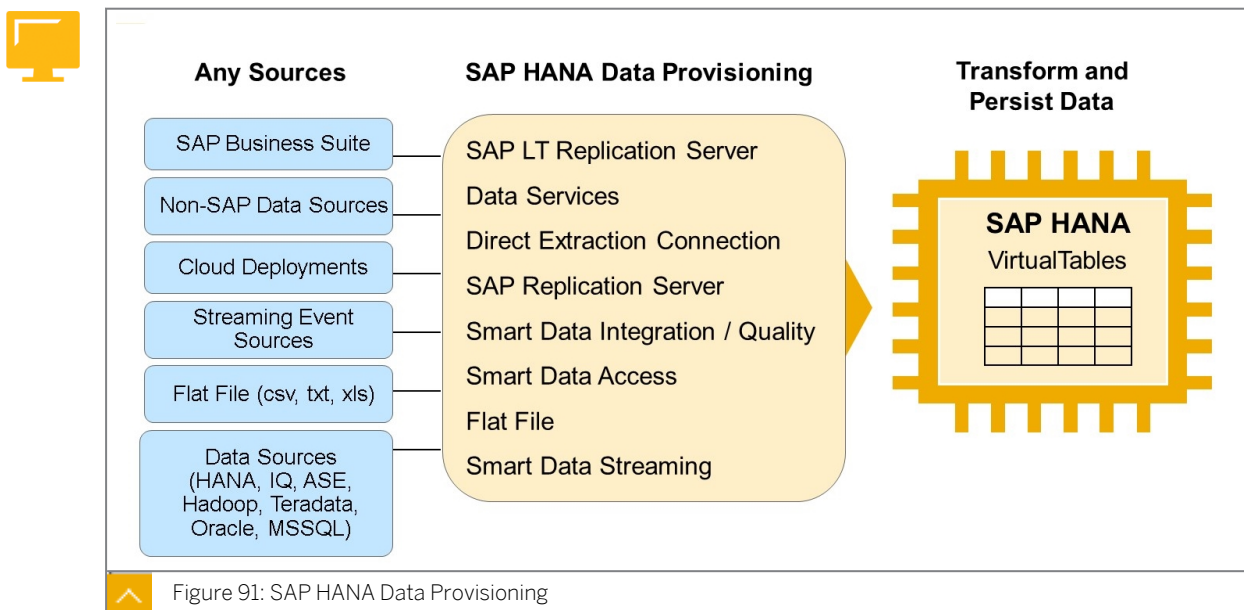 Any Sources
SAP Business Suite
Non-SAP Data Sources
Cloud Deployments
Streaming Event
Sources
Flat File (csv, txt, xls)
Data Sources
(HANA, IQ, ASE,
Hadoop, Teradata,
Oracle, MSSQL)
SAP HANA Data Provisioning
SAP LT Replication Server
Data Services
Direct Extraction Connection
SAP Replication Server
Smart Data Integration / Quality
Smart Data Access
Flat File
Smart Data Streaming
Transform and
Persist Data
SAP HANA
VirtualTables
Figure 91: SAP HANA Data Provisioning